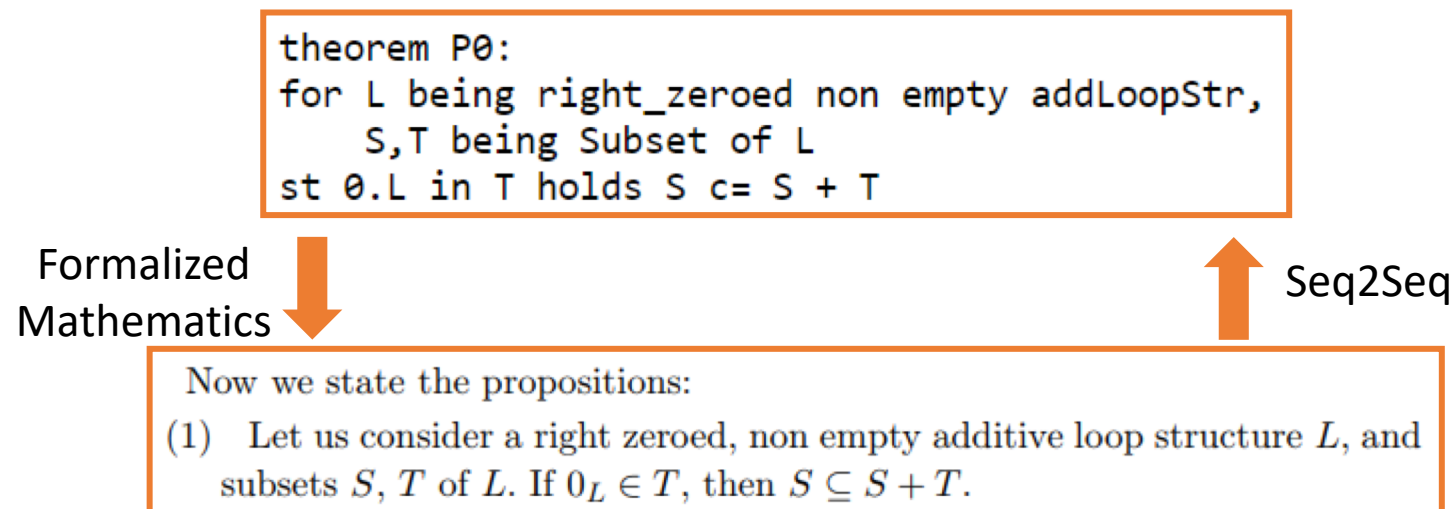 theorem P0:
for L being right_zeroed non empty addLoopStr,
S,T being Subset of L
st 0.L in T holds S c= S + T
Formalized
Mathematics
Seq2Seq
Now we state the propositions:
(1) Let us consider a right zeroed, non empty additive loop structure L, and
subsets S, T of L. If 0_L ∈ T, then S ⊆ S + T.